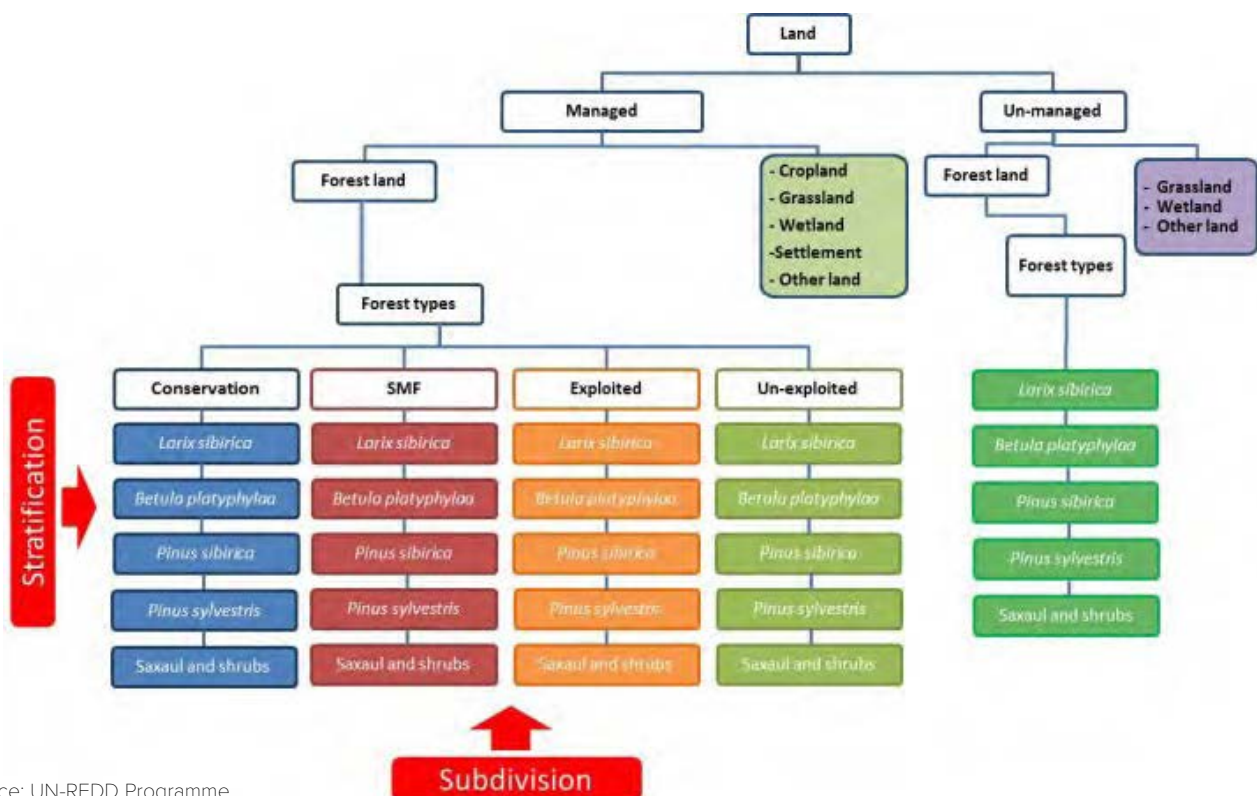 Land
Managed
Un-managed
Forest land
- Cropland
- Grassland
- Wetland
-Settlement
- Other land
Forest land
- Grassland
- Wetland
- Other land
Forest types
Forest types
Stratification
Conservation
SMF
Exploited
Un-exploited
Larix sibirica
Larix sibirica
Larix sibirica
Larix sibirica
Larix sibirica
Betula platyphylaa
Betula platyphylaa
Betula platyphylaa
Betula platyphylaa
Betula platyphylaa
Pinus sibirica
Pinus sibirica
Pinus sibirica
Pinus sibirica
Pinus sibirica
Pinus sylvestris
Pinus sylvestris
Pinus sylvestris
Pinus sylvestris
Pinus sylvestris
Saxaul and shrubs
Saxaul and shrubs
Saxaul and shrubs
Saxaul and shrubs
Saxaul and shrubs
Subdivision
ce: UN-REDD Programme